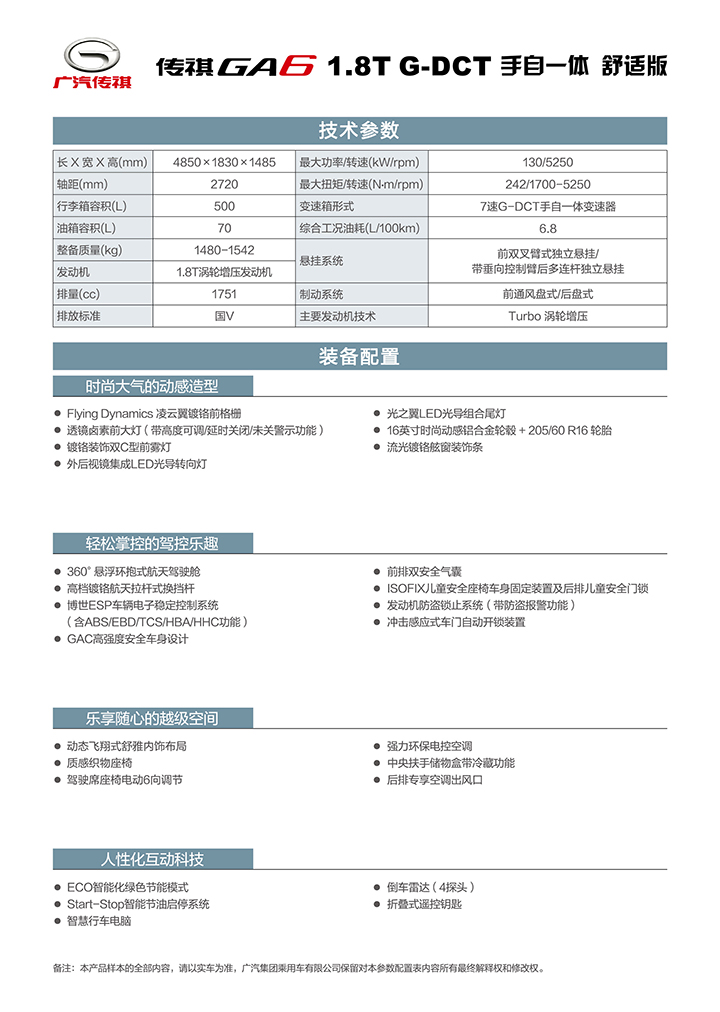 广汽传祺
传祺GA6 1.8T G-DCT 手自一体 舒适版
技术参数
长 X 宽 X 高(mm) 4850×1830×1485 最大功率/转速(kW/rpm) 130/5250
轴距(mm) 2720 最大扭矩/转速(N·m/rpm) 242/1700-5250
行李箱容积(L) 500 变速箱形式 7速G-DCT手自一体变速器
油箱容积(L) 70 综合工况油耗(L/100km) 6.8
整备质量(kg) 1480-1542 悬挂系统 前双叉臂式独立悬挂/
发动机 1.8T涡轮增压发动机 带垂向控制臂后多连杆独立悬挂
排量(cc) 1751 制动系统 前通风盘式/后盘式
排放标准 国V 主要发动机技术 Turbo 涡轮增压
装备配置
时尚大气的动感造型
● Flying Dynamics 凌云翼镀铬前格栅
● 透镜卤素前大灯（带高度可调/延时关闭/未关警示功能）
● 镀铬装饰双C型前雾灯
● 外后视镜集成LED光导转向灯
● 光之翼LED光导组合尾灯
● 16英寸时尚动感铝合金轮毂 + 205/60 R16 轮胎
● 流光镀铬舷窗装饰条
轻松掌控的驾控乐趣
● 360° 悬浮环抱式航天驾驶舱
● 高档镀铬航天拉杆式换挡杆
● 博世ESP车辆电子稳定控制系统
（含ABS/EBD/TCS/HBA/HHC功能）
● GAC高强度安全车身设计
● 前排双安全气囊
● ISOFIX儿童安全座椅车身固定装置及后排儿童安全门锁
● 发动机防盗锁止系统（带防盗报警功能）
● 冲击感应式车门自动开锁装置
乐享随心的越级空间
● 动态飞翔式舒雅内饰布局
● 质感织物座椅
● 驾驶席座椅电动6向调节
● 强力环保电控空调
● 中央扶手储物盒带冷藏功能
● 后排专享空调出风口
人性化互动科技
● ECO智能化绿色节能模式
● Start-Stop智能节油启停系统
● 智慧行车电脑
● 倒车雷达（4探头）
● 折叠式遥控钥匙
备注：本产品样本的全部内容，请以实车为准，广汽集团乘用车有限公司保留对本参数配置表内容所有最终解释权和修改权。